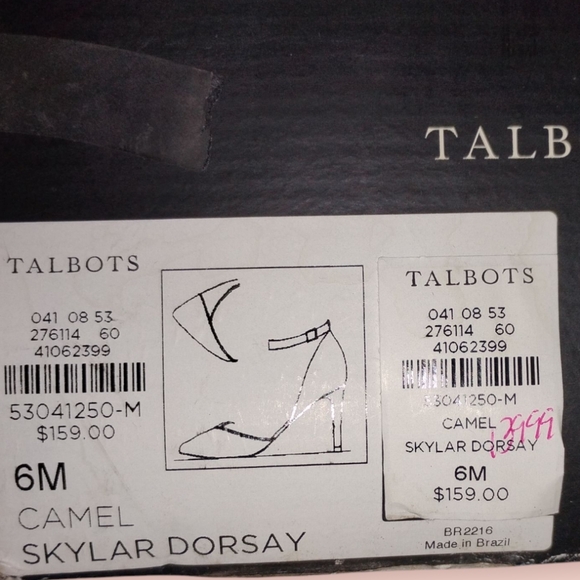 TALB
TALBOTS
041 08 53
276114 60
41062399
53041250-M
$159.00
6M
CAMEL
SKYLAR DORSAY
TALBOTS
041 08 53
276114 60
41062399
53041250-M
CAMEL
SKYLAR DORSAY
6M
$159.00
BR2216
Made in Brazil